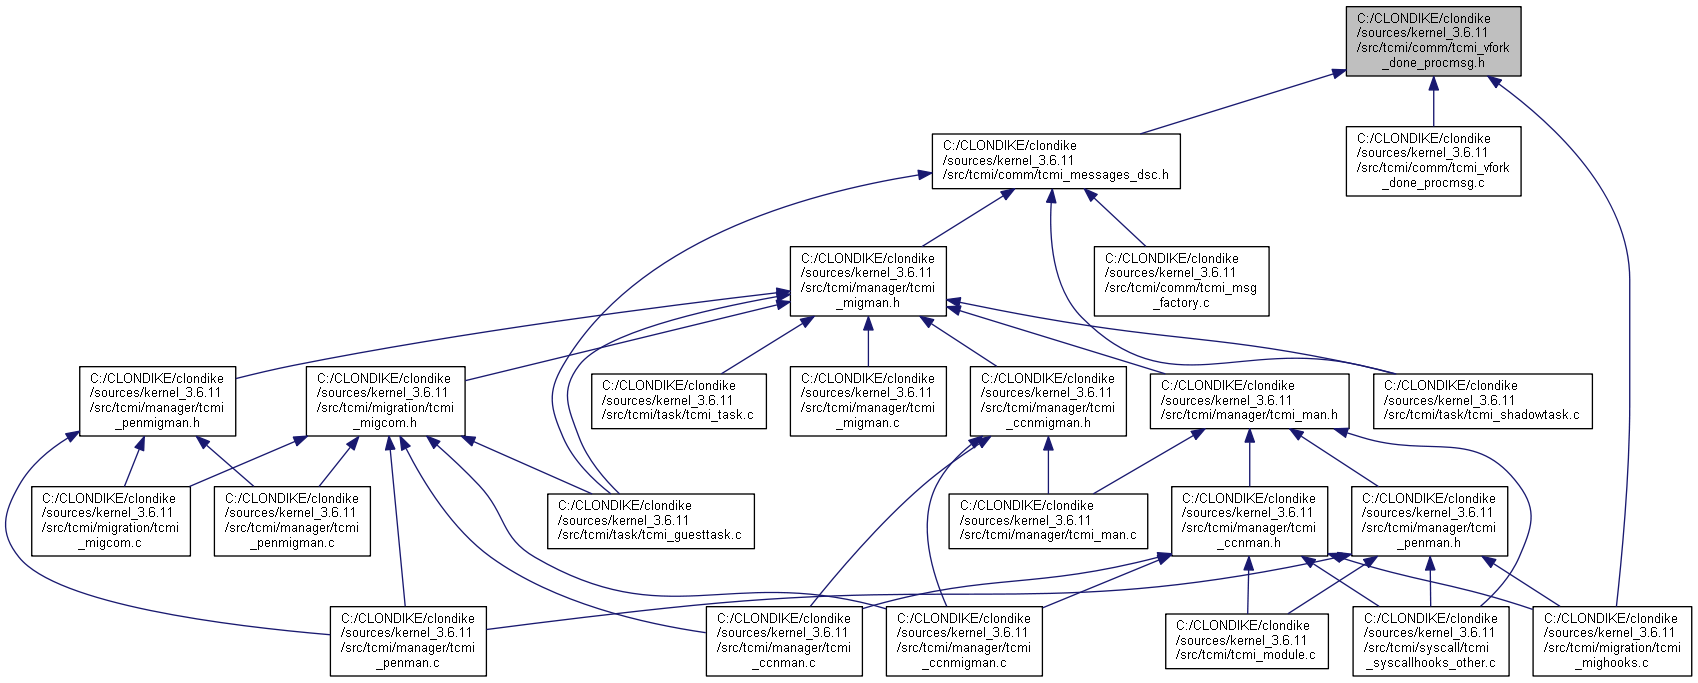 C:/CLONDIKE/clondike
/sources/kernel_3.6.11
/src/tcmi/comm/tcmi_vfork
_done_procmsg.h
C:/CLONDIKE/clondike
/sources/kernel_3.6.11
/src/tcmi/comm/tcmi_messages_dsc.h
C:/CLONDIKE/clondike
/sources/kernel_3.6.11
/src/tcmi/comm/tcmi_vfork
_done_procmsg.c
C:/CLONDIKE/clondike
/sources/kernel_3.6.11
/src/tcmi/manager/tcmi
_migman.h
C:/CLONDIKE/clondike
/sources/kernel_3.6.11
/src/tcmi/comm/tcmi_msg
_factory.c
C:/CLONDIKE/clondike
/sources/kernel_3.6.11
/src/tcmi/manager/tcmi
_penmigman.h
C:/CLONDIKE/clondike
/sources/kernel_3.6.11
/src/tcmi/migration/tcmi
_migcom.h
C:/CLONDIKE/clondike
/sources/kernel_3.6.11
/src/tcmi/task/tcmi_task.c
C:/CLONDIKE/clondike
/sources/kernel_3.6.11
/src/tcmi/manager/tcmi
_migman.c
C:/CLONDIKE/clondike
/sources/kernel_3.6.11
/src/tcmi/manager/tcmi
_ccnmigman.h
C:/CLONDIKE/clondike
/sources/kernel_3.6.11
/src/tcmi/manager/tcmi_man.h
C:/CLONDIKE/clondike
/sources/kernel_3.6.11
/src/tcmi/task/tcmi_shadowtask.c
C:/CLONDIKE/clondike
/sources/kernel_3.6.11
/src/tcmi/migration/tcmi
_migcom.c
C:/CLONDIKE/clondike
/sources/kernel_3.6.11
/src/tcmi/manager/tcmi
_penmigman.c
C:/CLONDIKE/clondike
/sources/kernel_3.6.11
/src/tcmi/task/tcmi_guesttask.c
C:/CLONDIKE/clondike
/sources/kernel_3.6.11
/src/tcmi/manager/tcmi_man.c
C:/CLONDIKE/clondike
/sources/kernel_3.6.11
/src/tcmi/manager/tcmi
_ccnman.h
C:/CLONDIKE/clondike
/sources/kernel_3.6.11
/src/tcmi/manager/tcmi
_penman.h
C:/CLONDIKE/clondike
/sources/kernel_3.6.11
/src/tcmi/manager/tcmi
_penman.c
C:/CLONDIKE/clondike
/sources/kernel_3.6.11
/src/tcmi/manager/tcmi
_ccnman.c
C:/CLONDIKE/clondike
/sources/kernel_3.6.11
/src/tcmi/manager/tcmi
_ccnmigman.c
C:/CLONDIKE/clondike
/sources/kernel_3.6.11
/src/tcmi/tcmi_module.c
C:/CLONDIKE/clondike
/sources/kernel_3.6.11
/src/tcmi/syscall/tcmi
_syscallhooks_other.c
C:/CLONDIKE/clondike
/sources/kernel_3.6.11
/src/tcmi/migration/tcmi
_mighooks.c